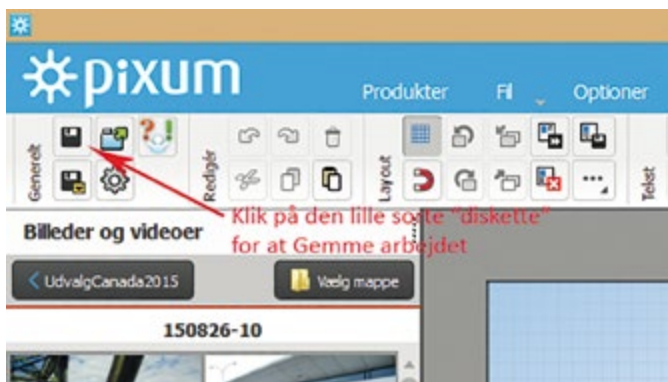 pixum
Produkter Fil Optioner
Generelt
Redigér
Layout
Tekst
Klik på den lille sorte "diskette"
for at Gemme arbejdet
Billeder og videoer
UdvalgCanada2015
Vælg mappe
150826-10